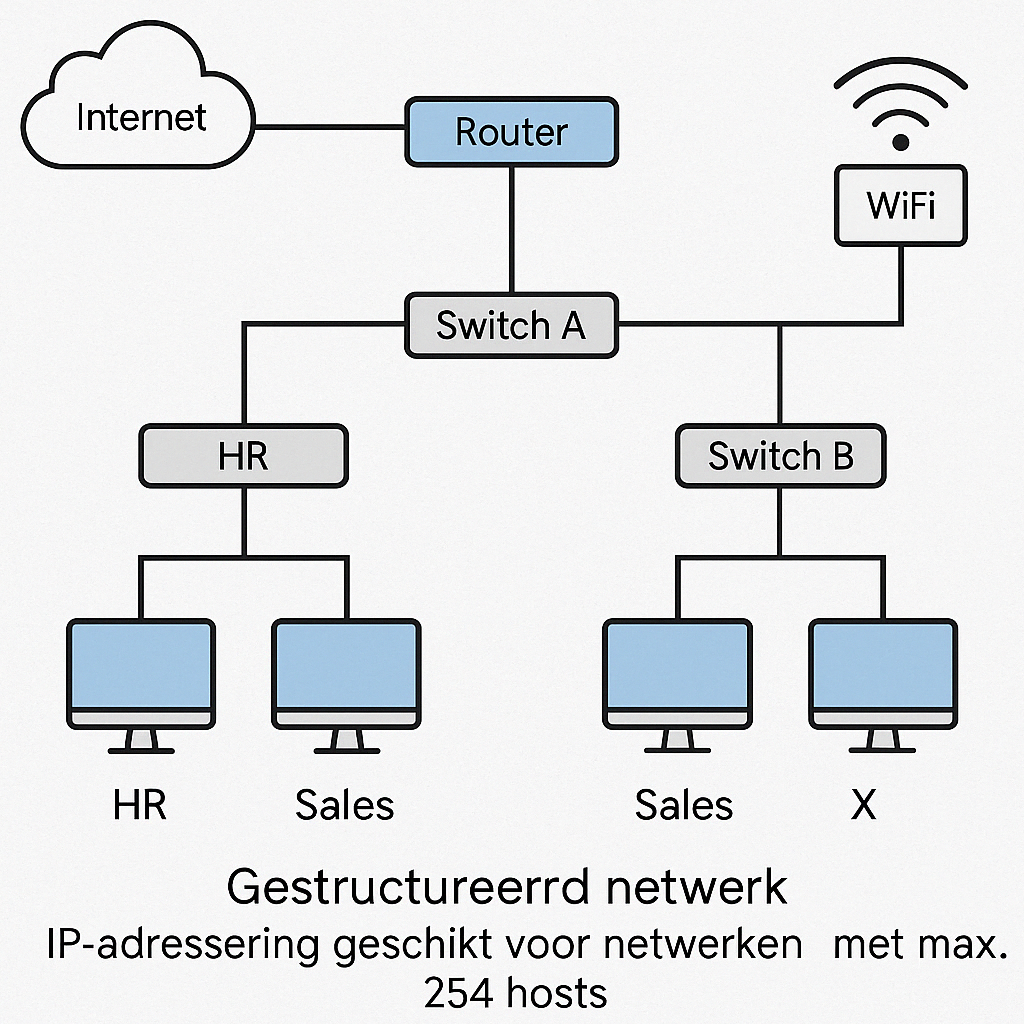 Internet
Router
WiFi
Switch A
HR
Switch B
HR
Sales
Sales
X
Gestructureerrd netwerk
IP-adressering geschikt voor netwerken met max.
254 hosts